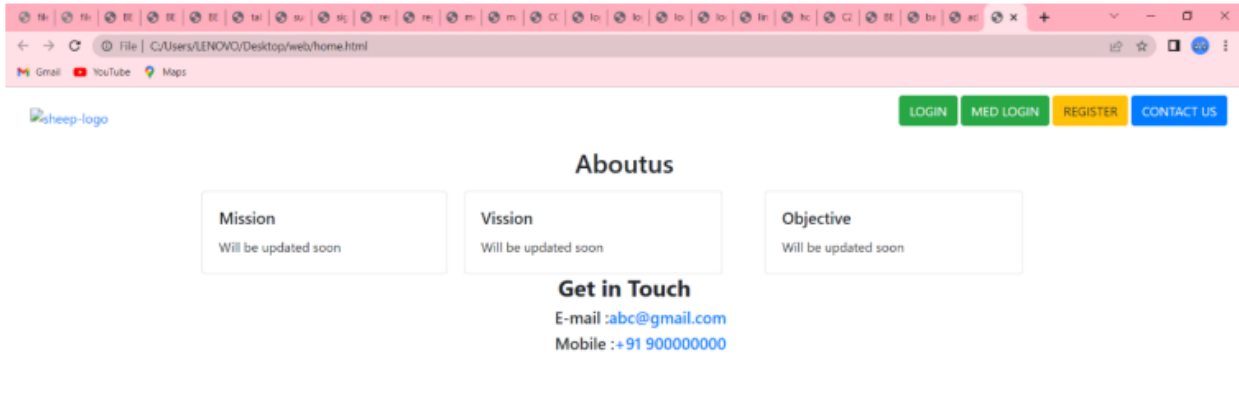 File | C:/Users/LENOVO/Desktop/web/home.html
Gmail YouTube Maps
sheep-logo
LOGIN MED LOGIN REGISTER CONTACT US
Aboutus
Mission Vission Objective
Will be updated soon Will be updated soon Will be updated soon
Get in Touch
E-mail :abc@gmail.com
Mobile :+91 900000000